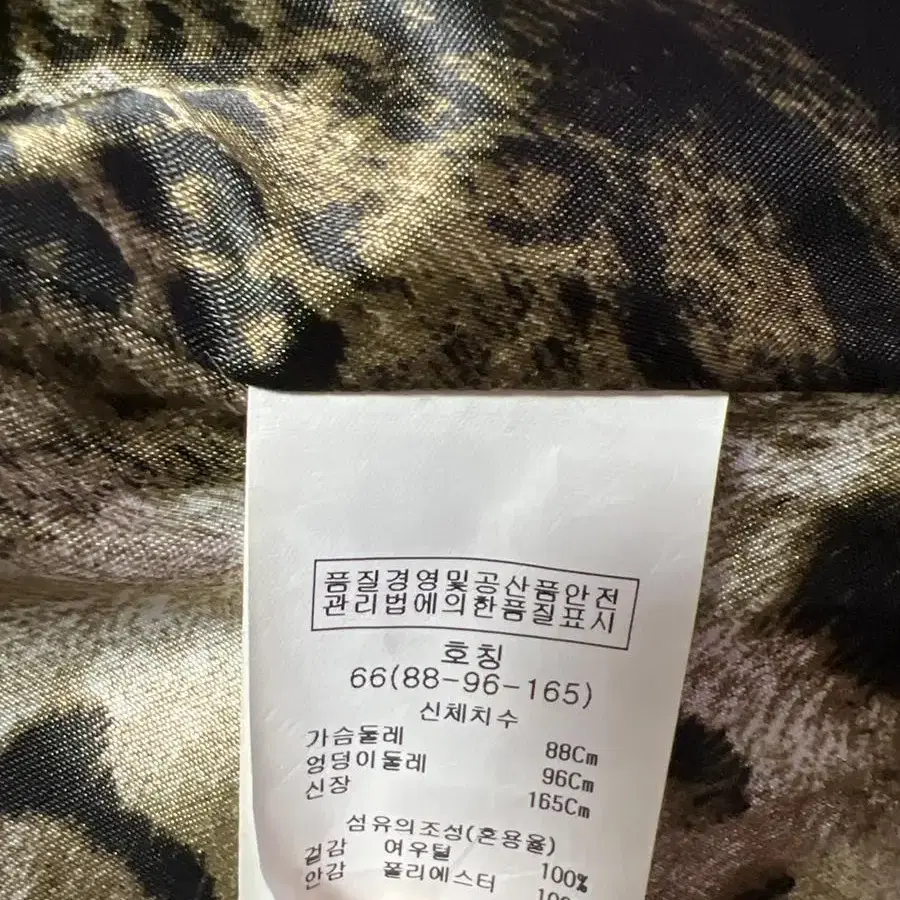 품질경영및공산품안전
관리법에의한품질표시
호칭
66(88-96-165)
신체치수
가슴둘레 88Cm
엉덩이둘레 96Cm
신장 165Cm
섬유의조성(혼용율)
겉감 여우털 100%
안감 폴리에스터